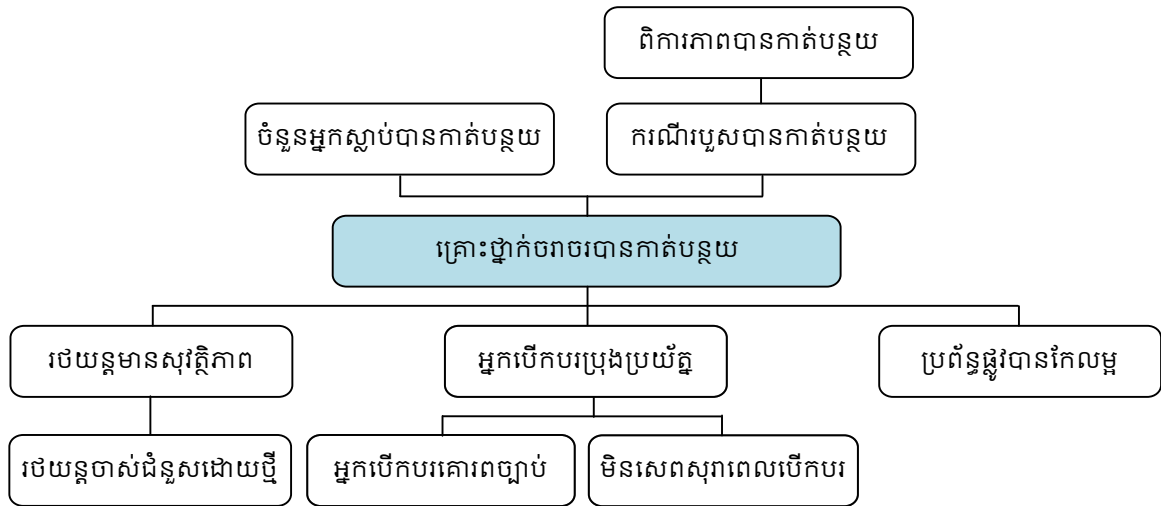 ពិការភាពបានកាត់បន្ថយ
ចំនួនអ្នកស្លាប់បានកាត់បន្ថយ
ករណីរបួសបានកាត់បន្ថយ
គ្រោះថ្នាក់ចរាចរបានកាត់បន្ថយ
រថយន្តមានសុវត្ថិភាព
អ្នកបើកបរប្រុងប្រយ័ត្ន
ប្រព័ន្ធផ្លូវបានកែលម្អ
រថយន្តចាស់ជំនួសដោយថ្មី
អ្នកបើកបរគោរពច្បាប់
មិនសេពសុរាពេលបើកបរ